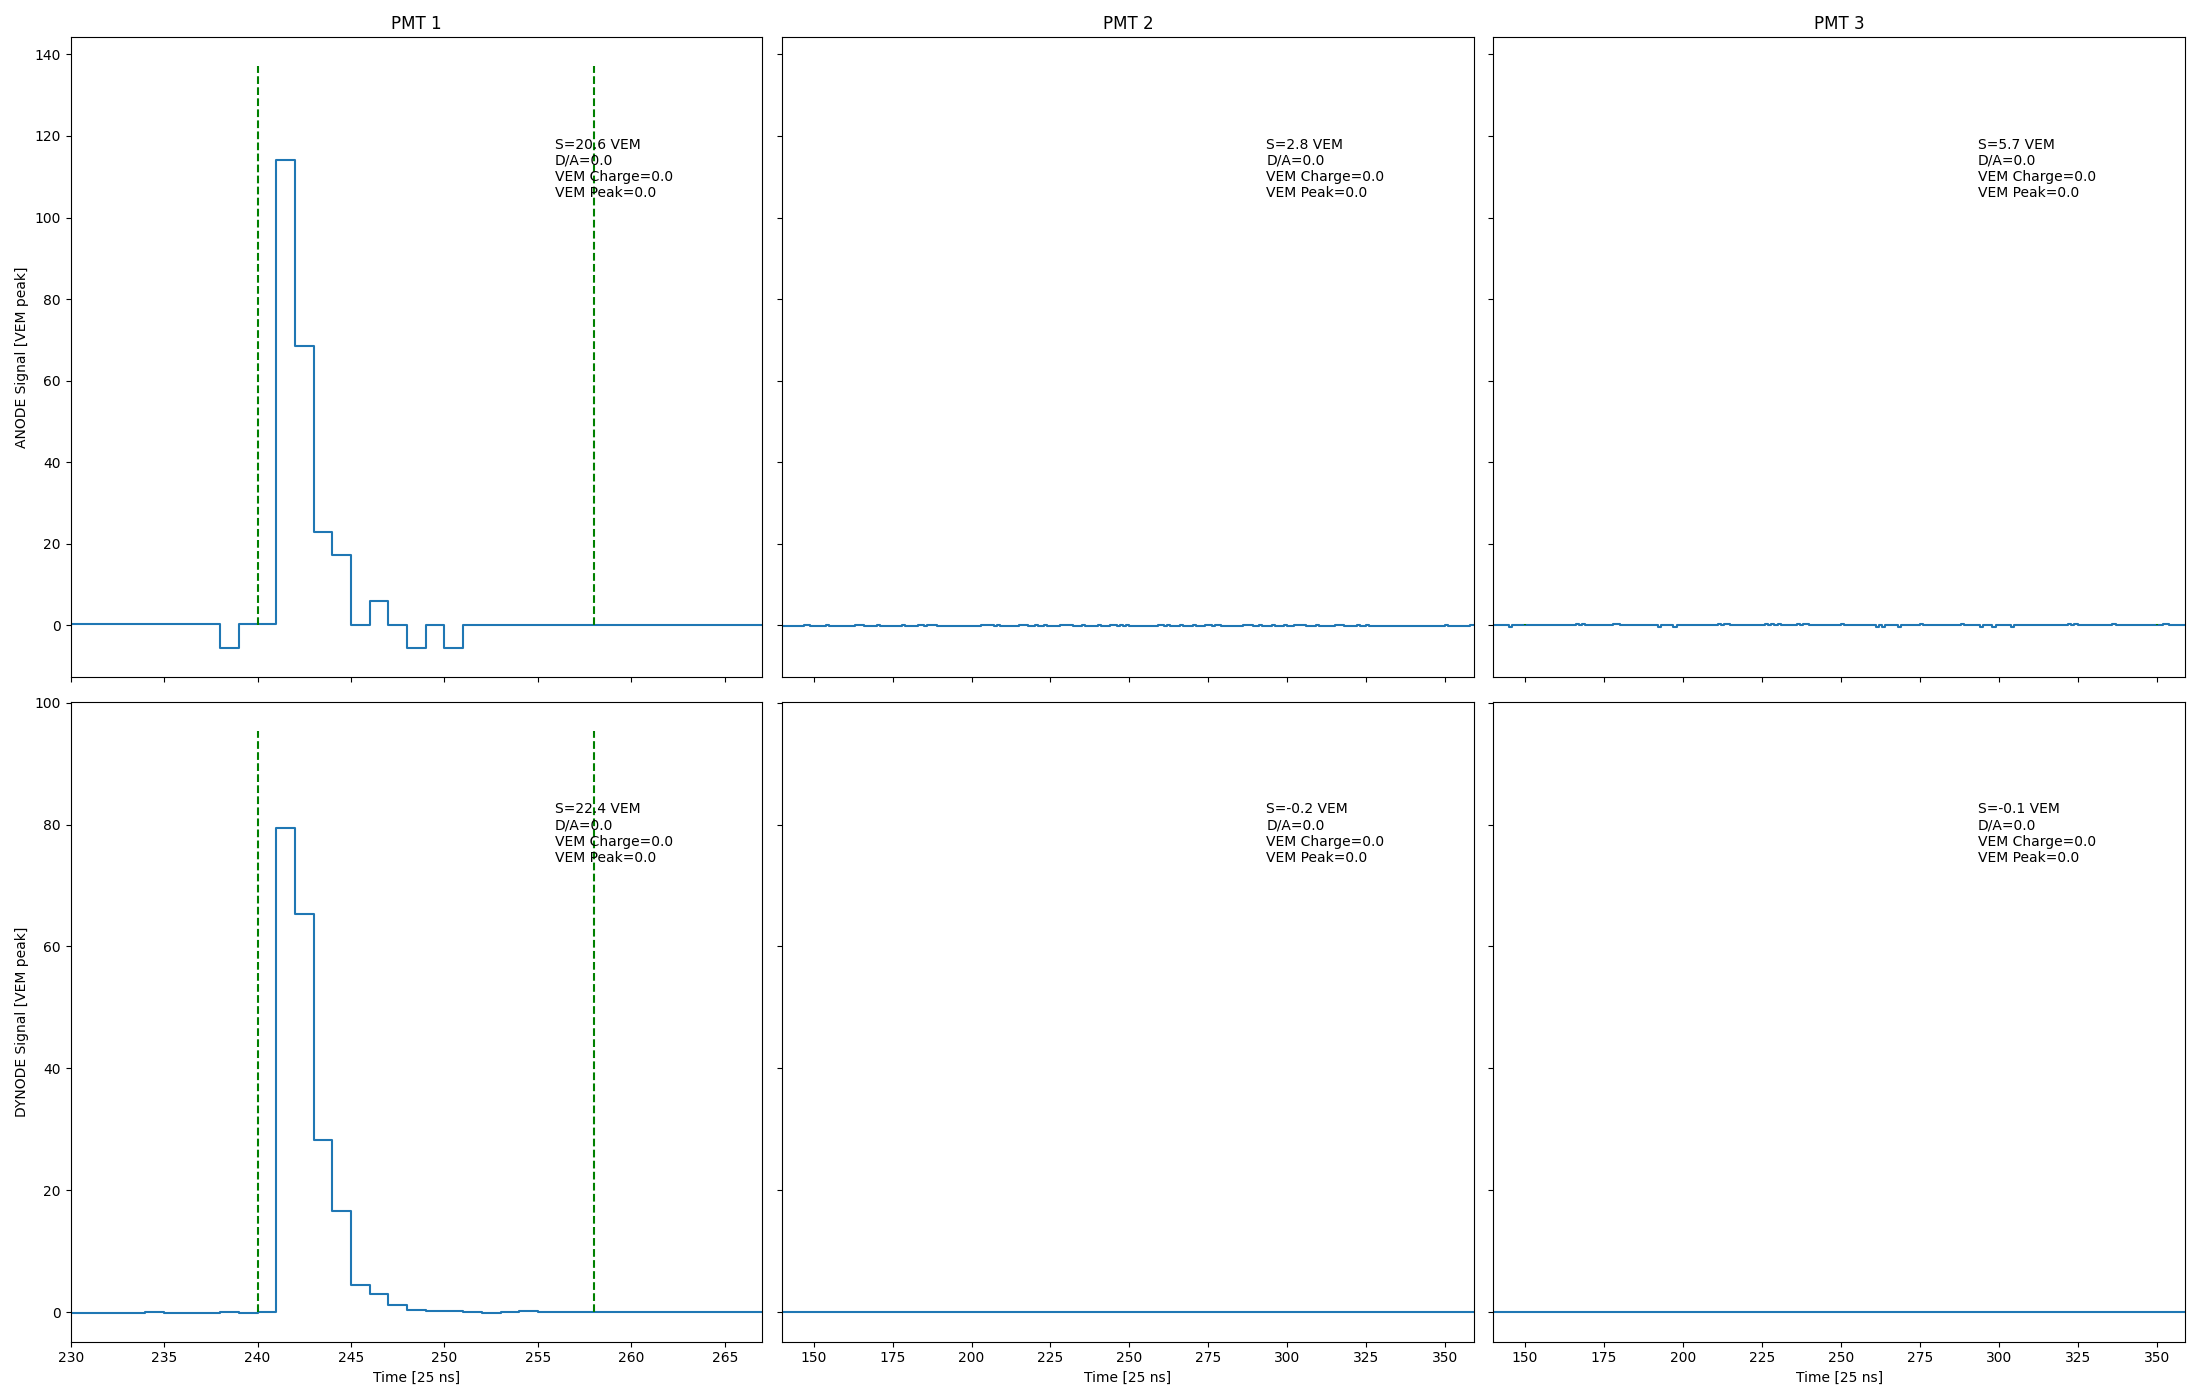 PMT 1
PMT 2
PMT 3
140
120
100
80
60
40
20
0
ANODE Signal [VEM peak]
S=20.6 VEM
D/A=0.0
VEM Charge=0.0
VEM Peak=0.0
S=2.8 VEM
D/A=0.0
VEM Charge=0.0
VEM Peak=0.0
S=5.7 VEM
D/A=0.0
VEM Charge=0.0
VEM Peak=0.0
100
80
60
40
20
0
DYNODE Signal [VEM peak]
S=22.4 VEM
D/A=0.0
VEM Charge=0.0
VEM Peak=0.0
S=-0.2 VEM
D/A=0.0
VEM Charge=0.0
VEM Peak=0.0
S=-0.1 VEM
D/A=0.0
VEM Charge=0.0
VEM Peak=0.0
230 235 240 245 250 255 260 265
Time [25 ns]
150 175 200 225 250 275 300 325 350
Time [25 ns]
150 175 200 225 250 275 300 325 350
Time [25 ns]